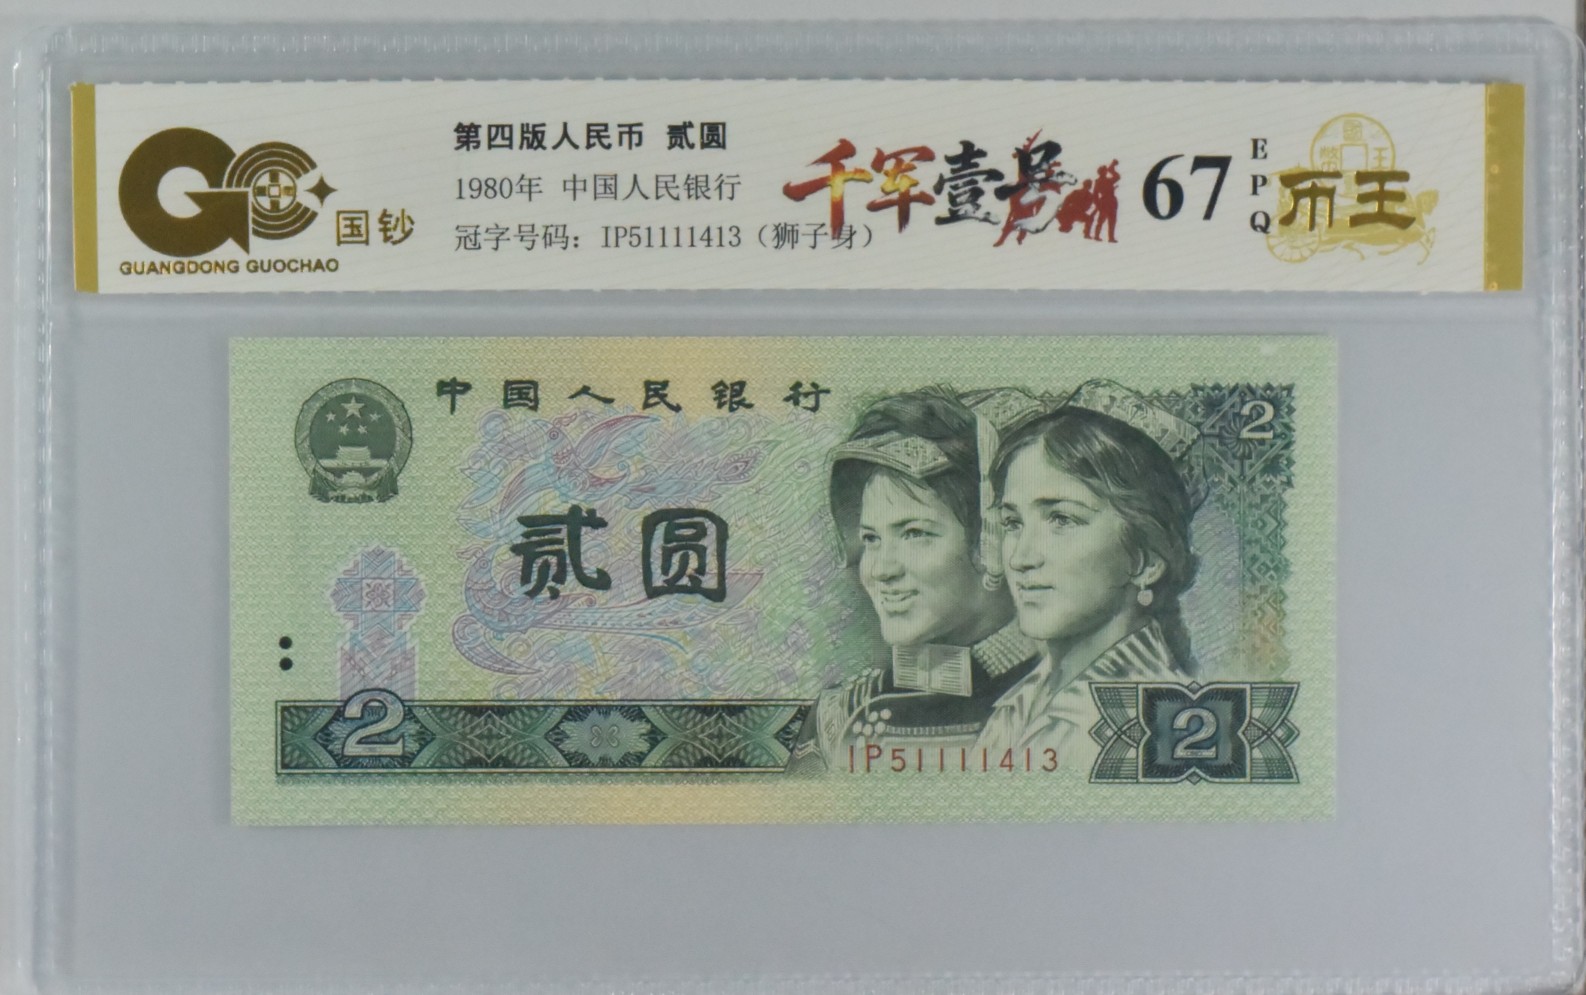 国钞
GUANGDONG GUOCHAO
第四版人民币 贰圆
1980年 中国人民银行
冠字号码：IP51111413（狮子身）
千军壹号
67
EPQ
币王
中国人民银行
2
贰圆
2
IP51111413
2